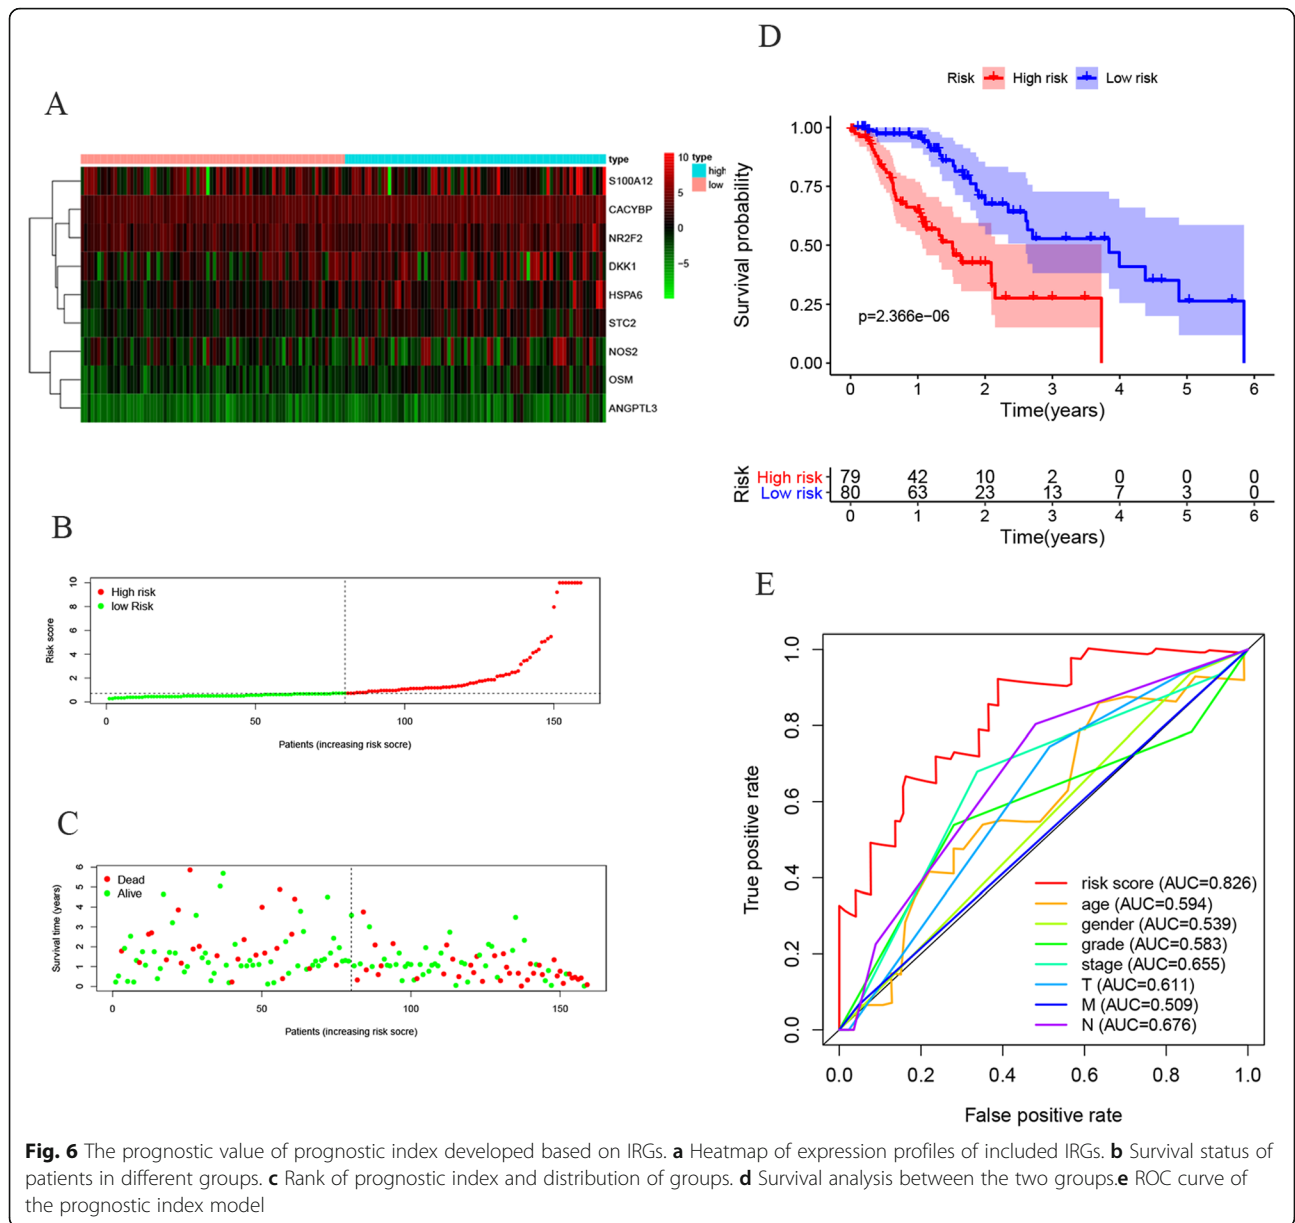 A
type
S100A12
CACYBP
NR2F2
DKK1
HSPA6
STC2
NOS2
OSM
ANGPTL3
10
5
0
−5
type
high
low
B
High risk
low Risk
Risk score
0 2 4 6 8 10
0 50 100 150
Patients (increasing risk socre)
C
Dead
Alive
Survival time (years)
0 1 2 3 4 5 6
0 50 100 150
Patients (increasing risk socre)
D
Risk High risk Low risk
Survival probability
1.00
0.75
0.50
0.25
0.00
p=2.366e−06
0 1 2 3 4 5 6
Time(years)
Risk
High risk 79 42 10 2 0 0 0
Low risk 80 63 23 13 7 3 0
0 1 2 3 4 5 6
Time(years)
E
True positive rate
0.0 0.2 0.4 0.6 0.8 1.0
risk score (AUC=0.826)
age (AUC=0.594)
gender (AUC=0.539)
grade (AUC=0.583)
stage (AUC=0.655)
T (AUC=0.611)
M (AUC=0.509)
N (AUC=0.676)
0.0 0.2 0.4 0.6 0.8 1.0
False positive rate
Fig. 6 The prognostic value of prognostic index developed based on IRGs. a Heatmap of expression profiles of included IRGs. b Survival status of
patients in different groups. c Rank of prognostic index and distribution of groups. d Survival analysis between the two groups.e ROC curve of
the prognostic index model